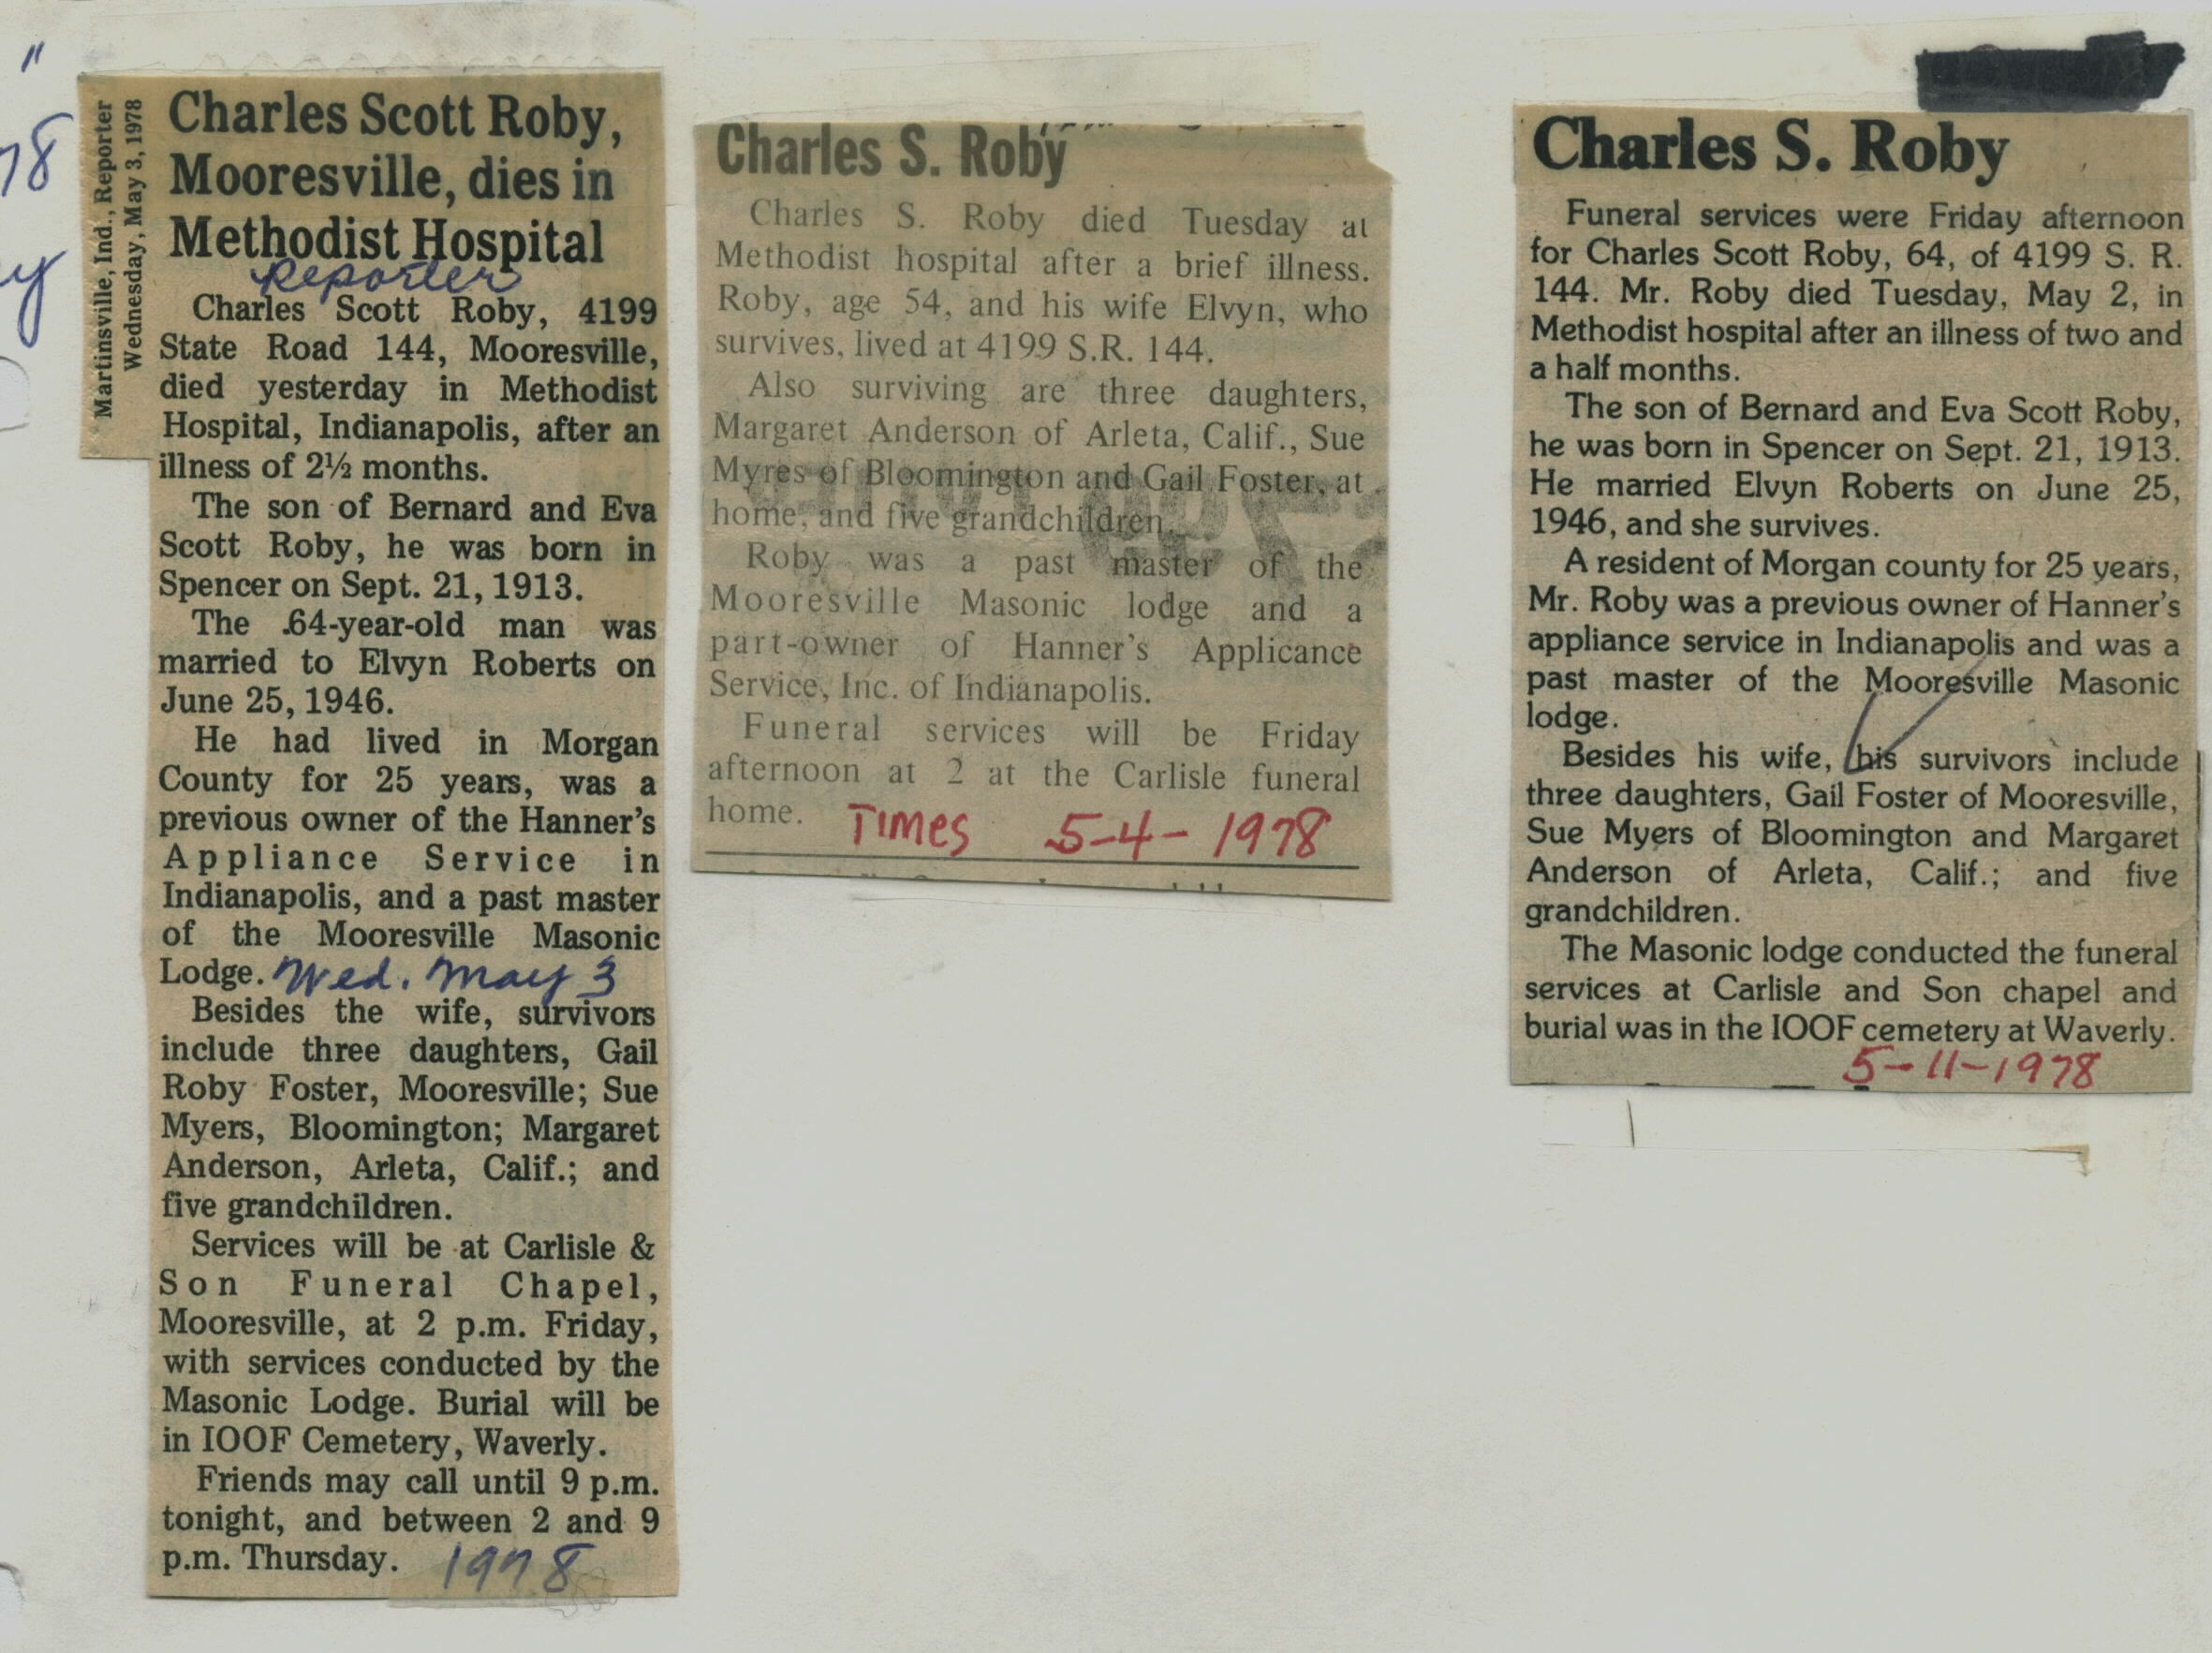 "
78
y
Martinsville, Ind., Reporter
Wednesday, May 3, 1978
Charles Scott Roby,
Mooresville, dies in
Methodist Hospital
Reporter
Charles Scott Roby, 4199
State Road 144, Mooresville,
died yesterday in Methodist
Hospital, Indianapolis, after an
illness of 2½ months.
The son of Bernard and Eva
Scott Roby, he was born in
Spencer on Sept. 21, 1913.
The 64-year-old man was
married to Elvyn Roberts on
June 25, 1946.
He had lived in Morgan
County for 25 years, was a
previous owner of the Hanner's
Appliance Service in
Indianapolis, and a past master
of the Mooresville Masonic
Lodge. Wed. May 3
Besides the wife, survivors
include three daughters, Gail
Roby Foster, Mooresville; Sue
Myers, Bloomington; Margaret
Anderson, Arleta, Calif.; and
five grandchildren.
Services will be at Carlisle &
Son Funeral Chapel,
Mooresville, at 2 p.m. Friday,
with services conducted by the
Masonic Lodge. Burial will be
in IOOF Cemetery, Waverly.
Friends may call until 9 p.m.
tonight, and between 2 and 9
p.m. Thursday. 1978
Charles S. Roby
Charles S. Roby died Tuesday at
Methodist hospital after a brief illness.
Roby, age 54, and his wife Elvyn, who
survives, lived at 4199 S.R. 144.
Also surviving are three daughters,
Margaret Anderson of Arleta, Calif., Sue
Myres of Bloomington and Gail Foster, at
home, and five grandchildren.
Roby was a past master of the
Mooresville Masonic lodge and a
part-owner of Hanner's Applicance
Service, Inc. of Indianapolis.
Funeral services will be Friday
afternoon at 2 at the Carlisle funeral
home. TIMES 5-4-1978
Charles S. Roby
Funeral services were Friday afternoon
for Charles Scott Roby, 64, of 4199 S. R.
144. Mr. Roby died Tuesday, May 2, in
Methodist hospital after an illness of two and
a half months.
The son of Bernard and Eva Scott Roby,
he was born in Spencer on Sept. 21, 1913.
He married Elvyn Roberts on June 25,
1946, and she survives.
A resident of Morgan county for 25 years,
Mr. Roby was a previous owner of Hanner's
appliance service in Indianapolis and was a
past master of the Mooresville Masonic
lodge.
Besides his wife, his survivors include
three daughters, Gail Foster of Mooresville,
Sue Myers of Bloomington and Margaret
Anderson of Arleta, Calif.; and five
grandchildren.
The Masonic lodge conducted the funeral
services at Carlisle and Son chapel and
burial was in the IOOF cemetery at Waverly.
5-11-1978